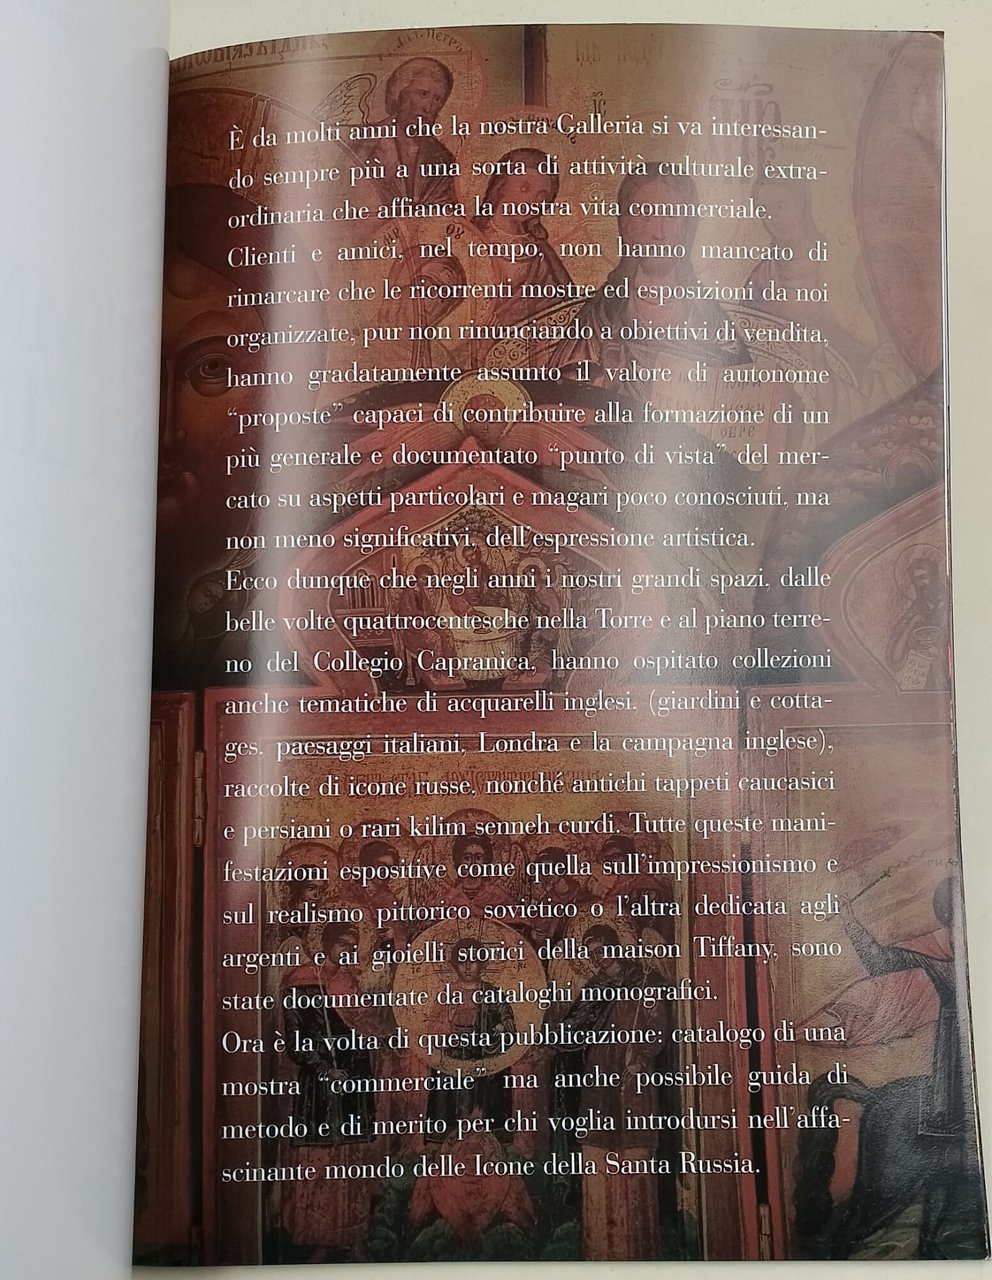 È da molti anni che la nostra Galleria si va interessan-
do sempre più a una sorta di attività culturale extra-
ordinaria che affianca la nostra vita commerciale.
Clienti e amici, nel tempo, non hanno mancato di
rimarcare che le ricorrenti mostre ed esposizioni da noi
organizzate, pur non rinunciando a obiettivi di vendita,
hanno gradatamente assunto il valore di autonome
“proposte” capaci di contribuire alla formazione di un
più generale e documentato “punto di vista” del mer-
cato su aspetti particolari e magari poco conosciuti, ma
non meno significativi, dell’espressione artistica.
Ecco dunque che negli anni i nostri grandi spazi, dalle
belle volte quattrocentesche nella Torre e al piano terre-
no del Collegio Capranica, hanno ospitato collezioni
anche tematiche di acquarelli inglesi, (giardini e cotta-
ges, paesaggi italiani, Londra e la campagna inglese),
raccolte di icone russe, nonché antichi tappeti caucasici
e persiani o rari kilim senneh curdi. Tutte queste mani-
festazioni espositive come quella sull’impressionismo e
sul realismo pittorico sovietico o l’altra dedicata agli
argenti e ai gioielli storici della maison Tiffany, sono
state documentate da cataloghi monografici.
Ora è la volta di questa pubblicazione: catalogo di una
mostra “commerciale” ma anche possibile guida di
metodo e di merito per chi voglia introdursi nell’affa-
scinante mondo delle Icone della Santa Russia.